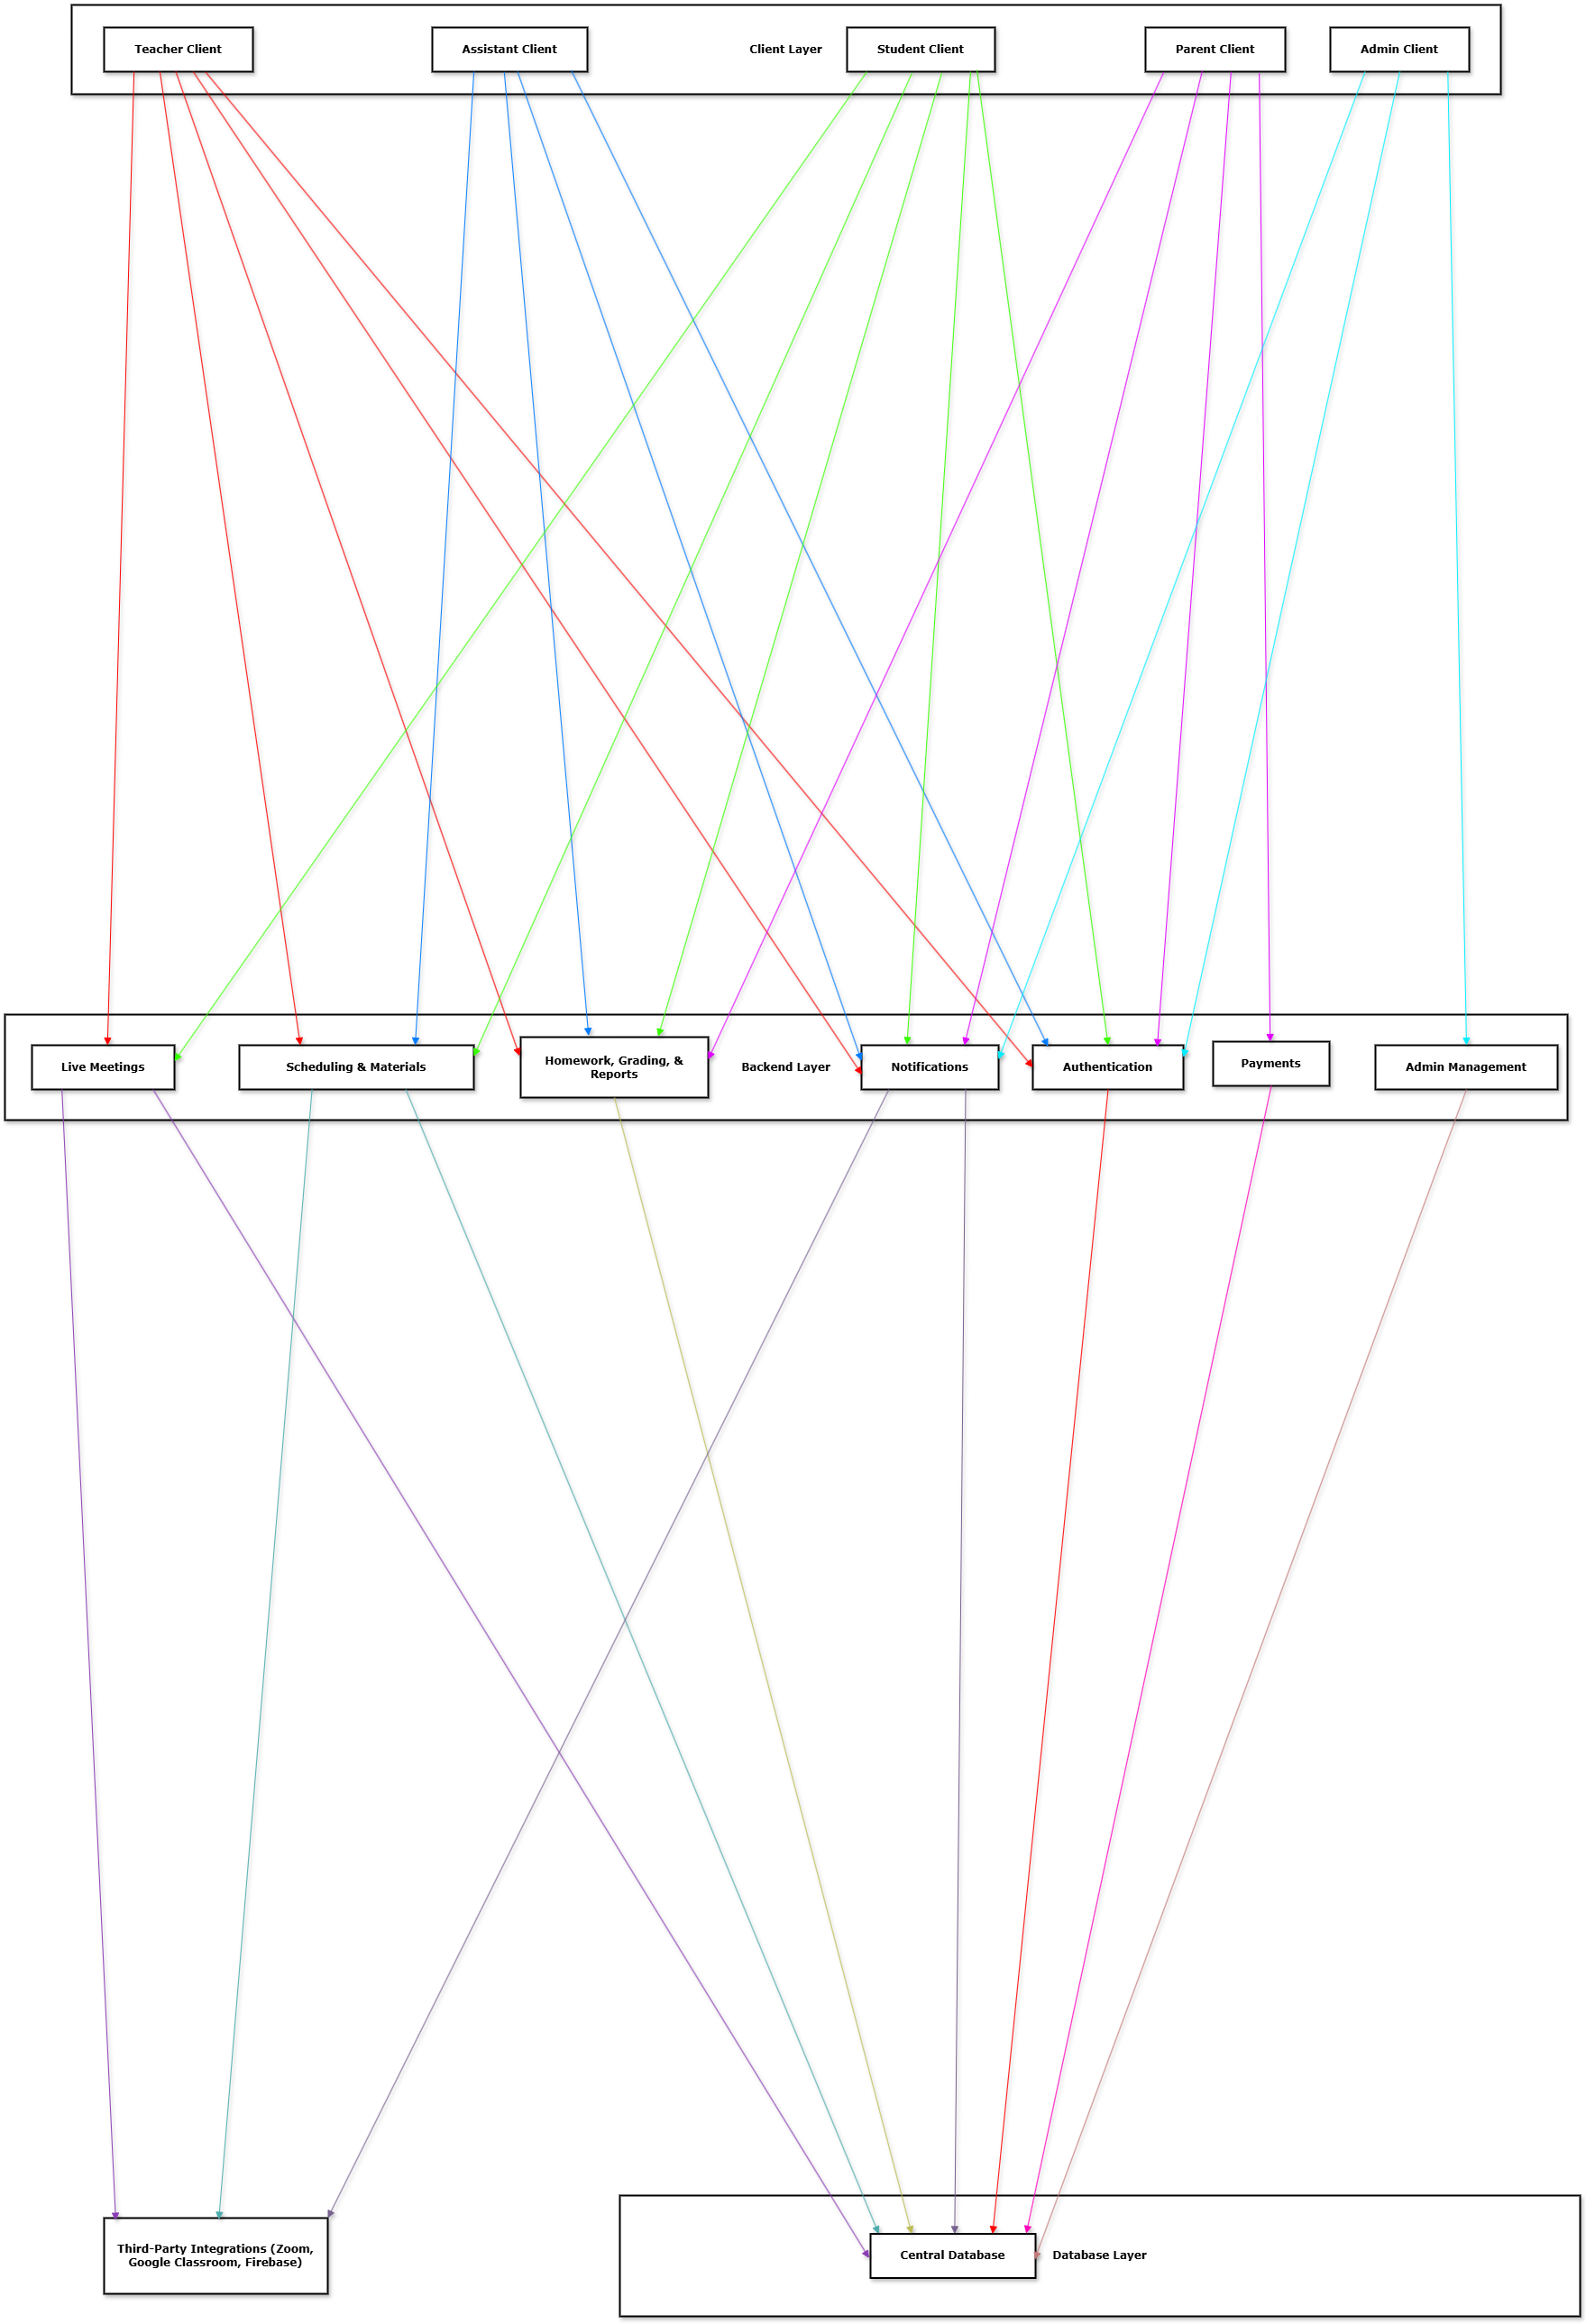 Teacher Client
Assistant Client
Client Layer
Student Client
Parent Client
Admin Client
Live Meetings
Scheduling & Materials
Homework, Grading, &
Reports
Backend Layer
Notifications
Authentication
Payments
Admin Management
Third-Party Integrations (Zoom,
Google Classroom, Firebase)
Central Database
Database Layer